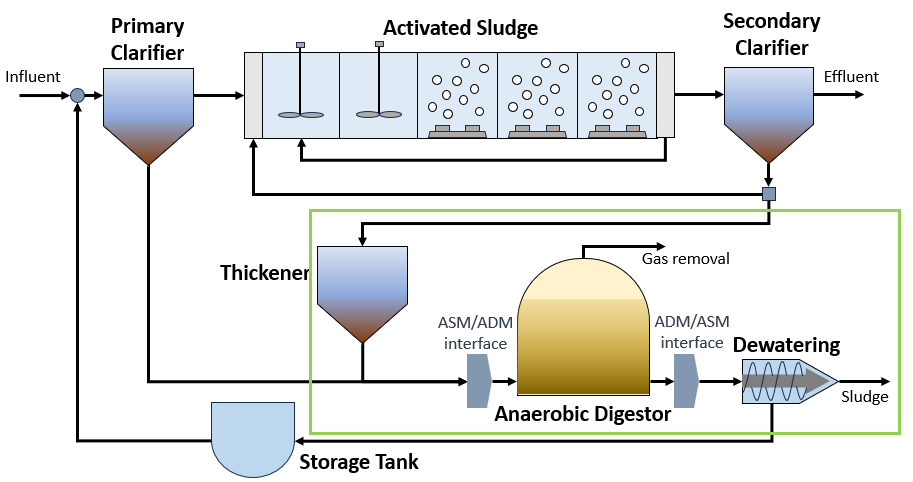 Primary
Clarifier
Activated Sludge
Secondary
Clarifier
Influent
Effluent
Thickener
Gas removal
ASM/ADM
interface
ADM/ASM
interface
Dewatering
Sludge
Anaerobic Digestor
Storage Tank